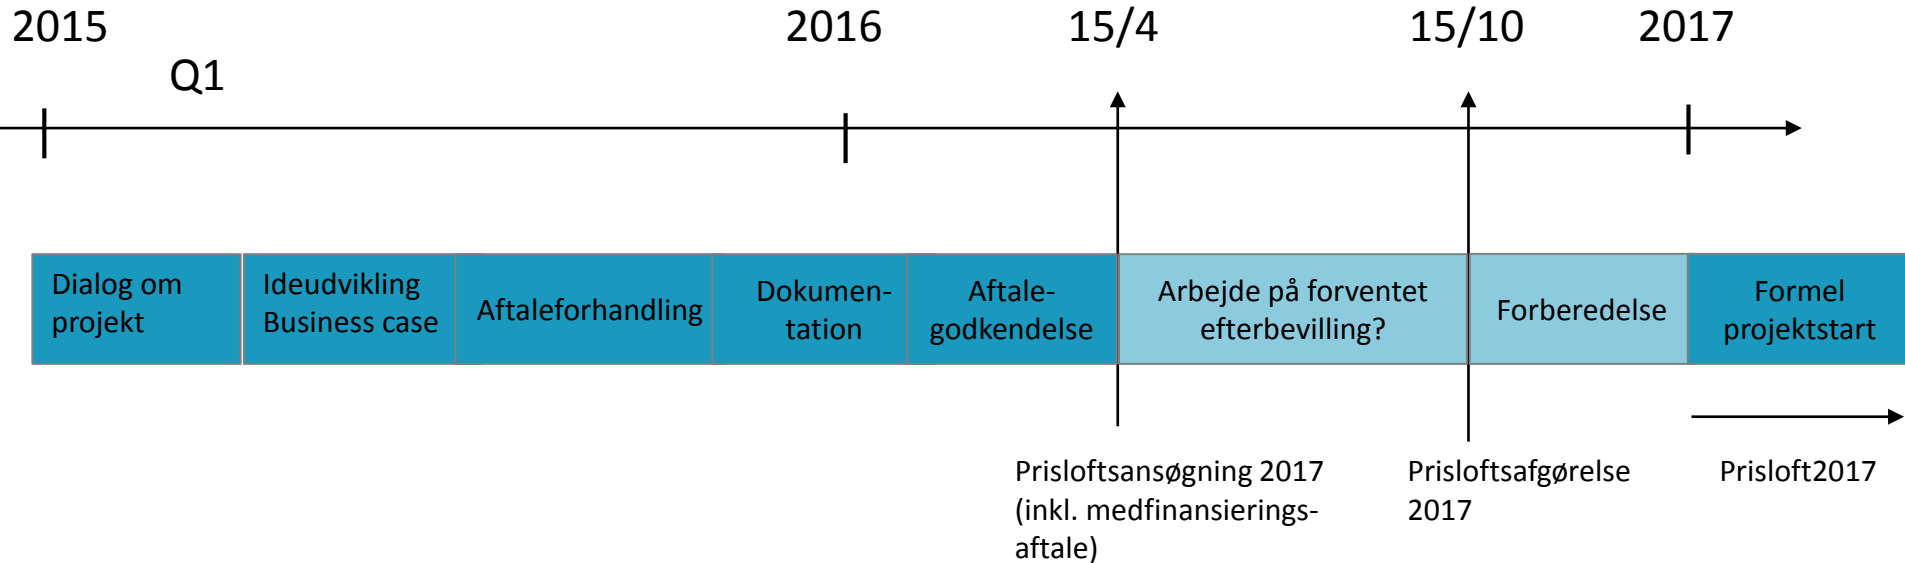 2015
2016
15/4
15/10
2017
Q1
Dialog om
projekt
Ideudvikling
Business case
Aftaleforhandling
Dokumen-
tation
Aftale-
godkendelse
Arbejde på forventet
efterbevilling?
Forberedelse
Formel
projektstart
Prisloftsansøgning 2017
(inkl. medfinansierings-
aftale)
Prisloftsafgørelse
2017
Prisloft2017